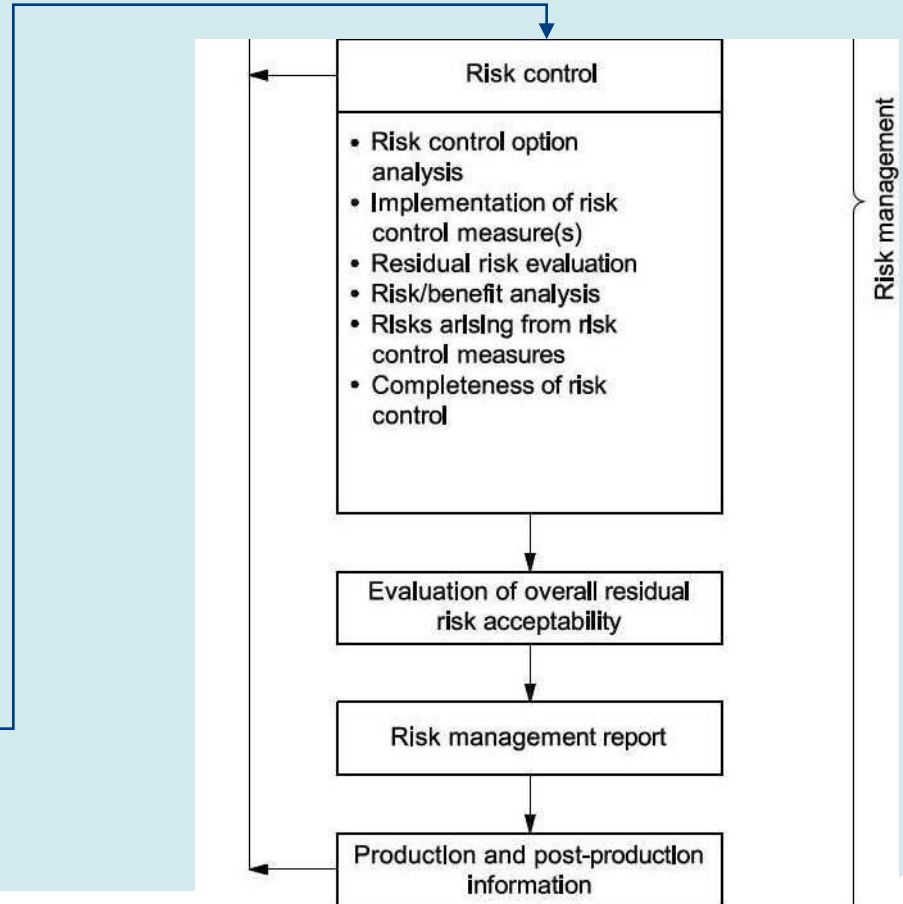 Risk control
• Risk control option
analysis
• Implementation of risk
control measure(s)
• Residual risk evaluation
• Risk/benefit analysis
• Risks arising from risk
control measures
• Completeness of risk
control
Evaluation of overall residual
risk acceptability
Risk management report
Production and post-production
information
Risk management